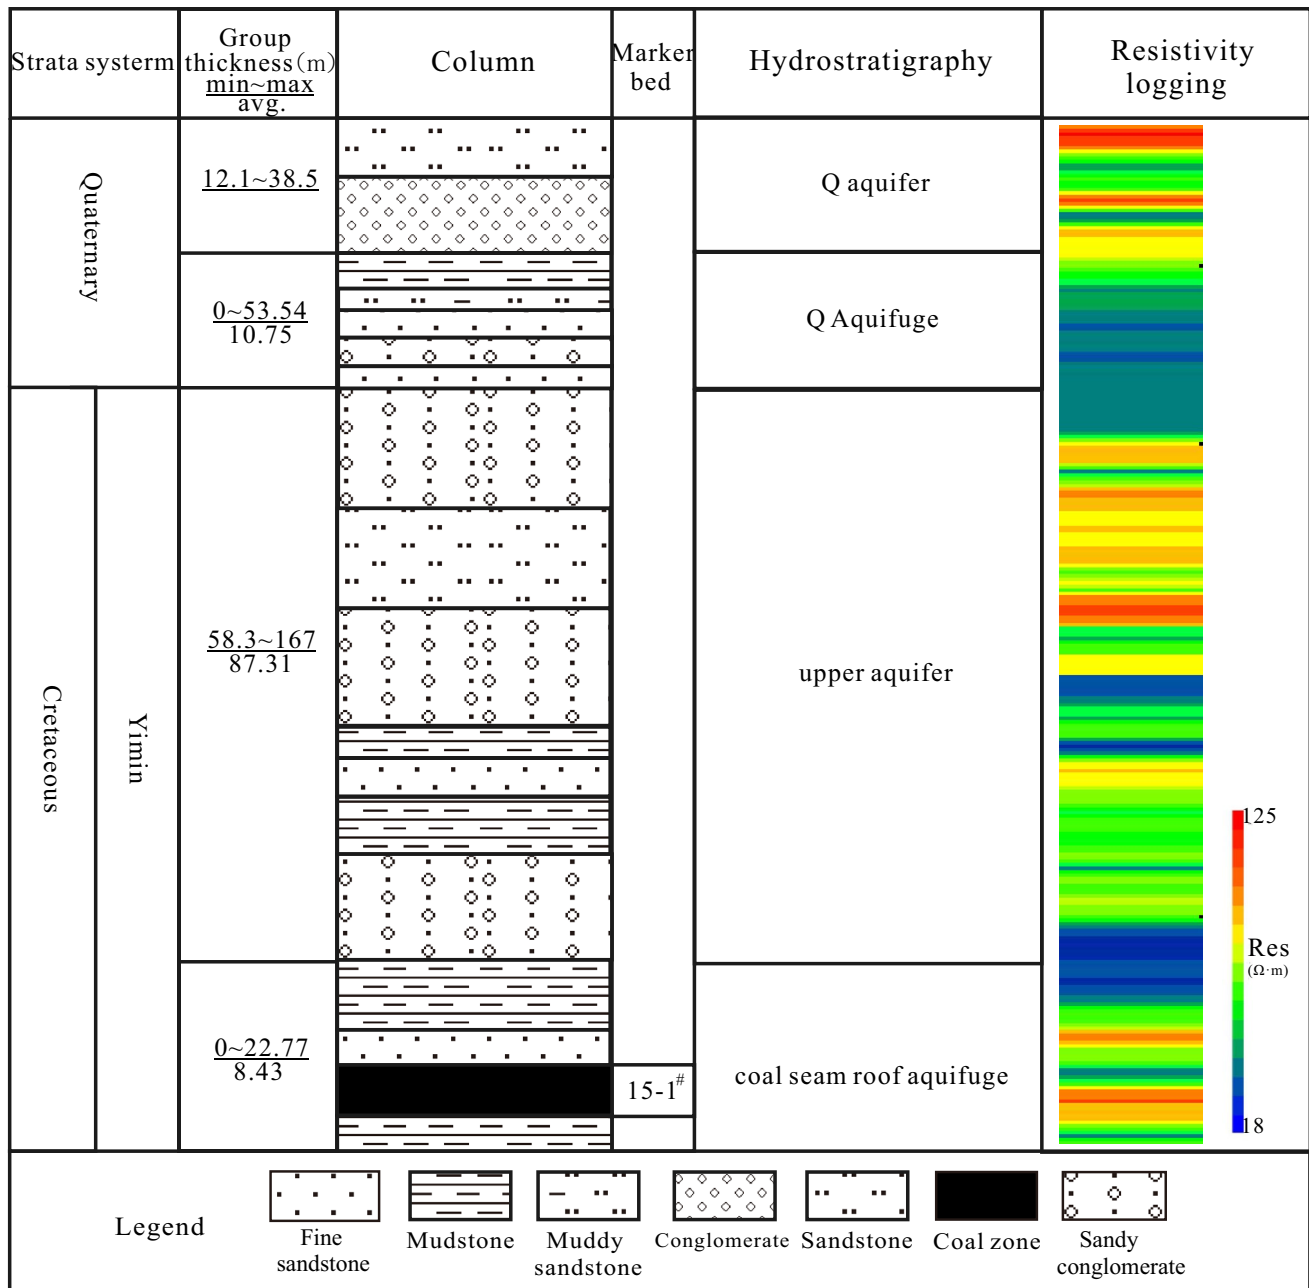 Strata systerm
Group
thickness(m)
min~max
avg.
Column
Marker
bed
Hydrostratigraphy
Resistivity
logging
Quaternary
12.1~38.5
Q aquifer
0~53.54
10.75
Q Aquifuge
Cretaceous
Yimin
58.3~167
87.31
upper aquifer
0~22.77
8.43
15-1#
coal seam roof aquifuge
125
Res
(Ω·m)
18
Legend
Fine
sandstone
Mudstone
Muddy
sandstone
Conglomerate
Sandstone
Coal zone
Sandy
conglomerate